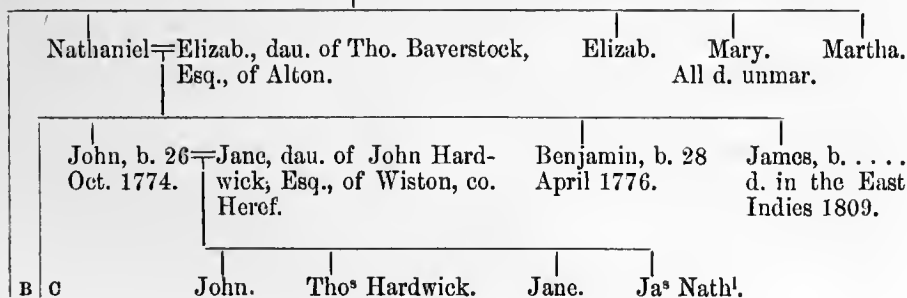 Nathaniel=Elizab., dau. of Tho. Baverstock, Elizab. Mary. Martha.
Esq., of Alton. All d. unmar.
John, b. 26=Jane, dau. of John Hard- Benjamin, b. 28 James, b. . . . .
Oct. 1774. wick, Esq., of Wiston, co. April 1776. d. in the East
Heref. Indies 1809.
B C John. Thoˢ Hardwick. Jane. Jaˢ Nathˡ.